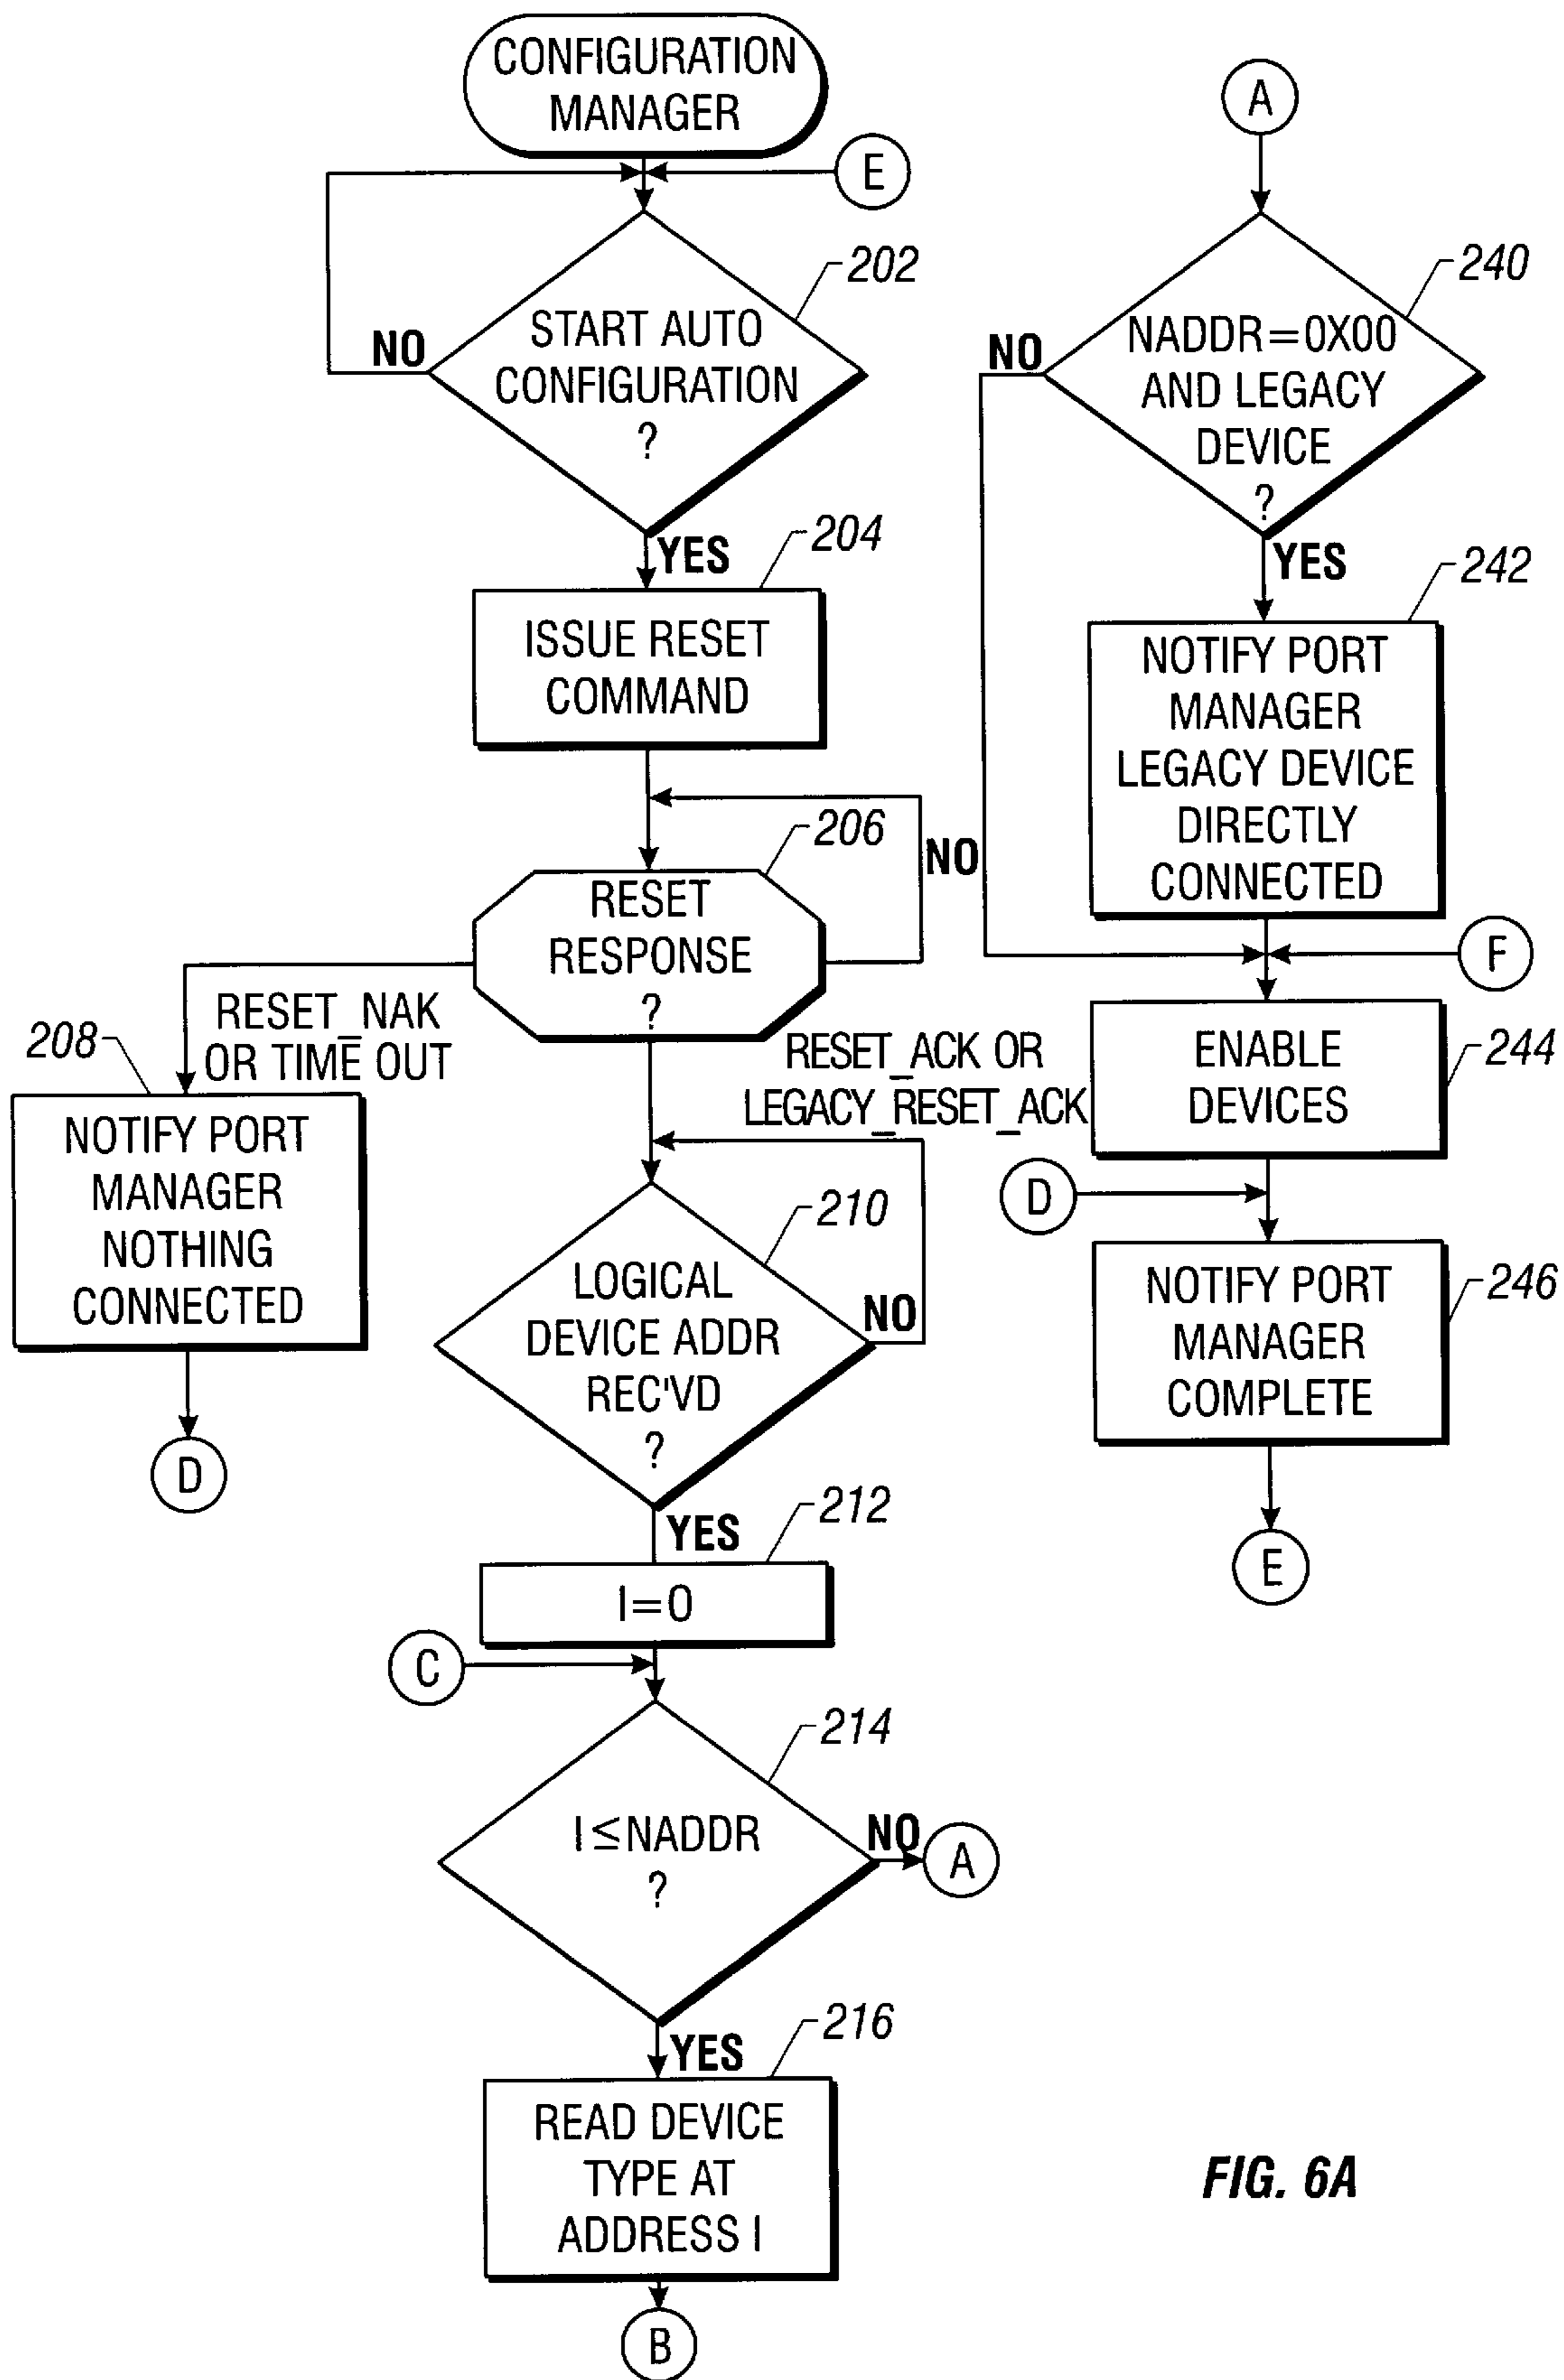 CONFIGURATION
MANAGER
E
202
START AUTO
CONFIGURATION
?
NO
YES
204
ISSUE RESET
COMMAND
206
RESET
RESPONSE
?
NO
RESET_NAK
OR TIME OUT
208
NOTIFY PORT
MANAGER
NOTHING
CONNECTED
D
RESET_ACK OR
LEGACY_RESET_ACK
210
LOGICAL
DEVICE ADDR
REC'VD
?
NO
YES
212
I=0
C
214
I≤NADDR
?
NO
A
YES
216
READ DEVICE
TYPE AT
ADDRESS I
B
A
240
NADDR=0X00
AND LEGACY
DEVICE
?
NO
YES
242
NOTIFY PORT
MANAGER
LEGACY DEVICE
DIRECTLY
CONNECTED
F
ENABLE
DEVICES
244
D
NOTIFY PORT
MANAGER
COMPLETE
246
E
FIG. 6A